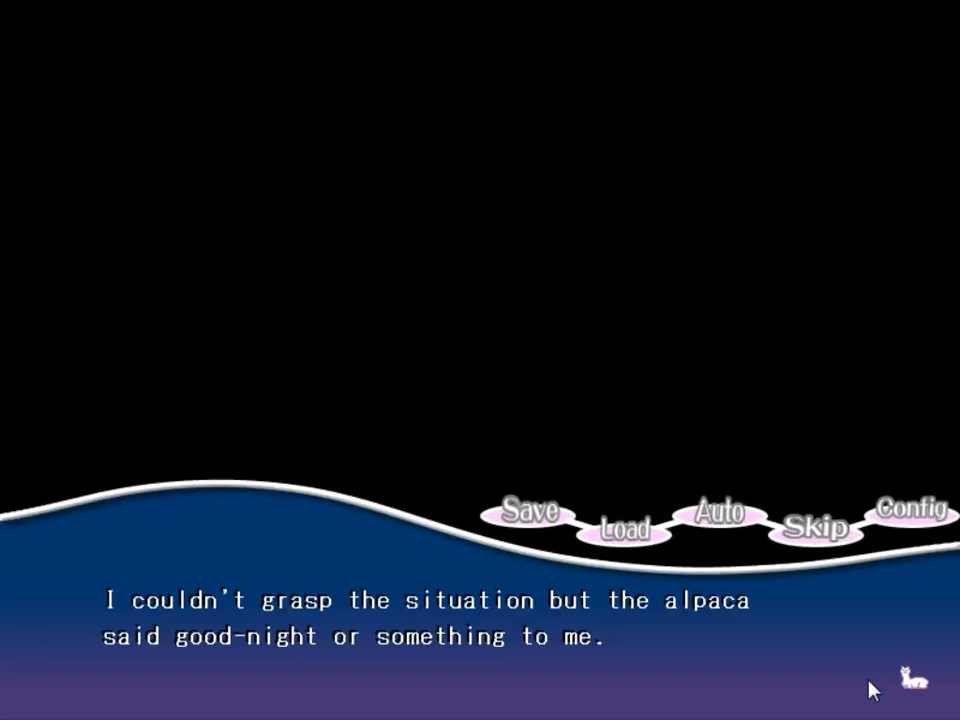 Save
Load
Auto
Skip
Config
I couldn't grasp the situation but the alpaca
said good-night or something to me.